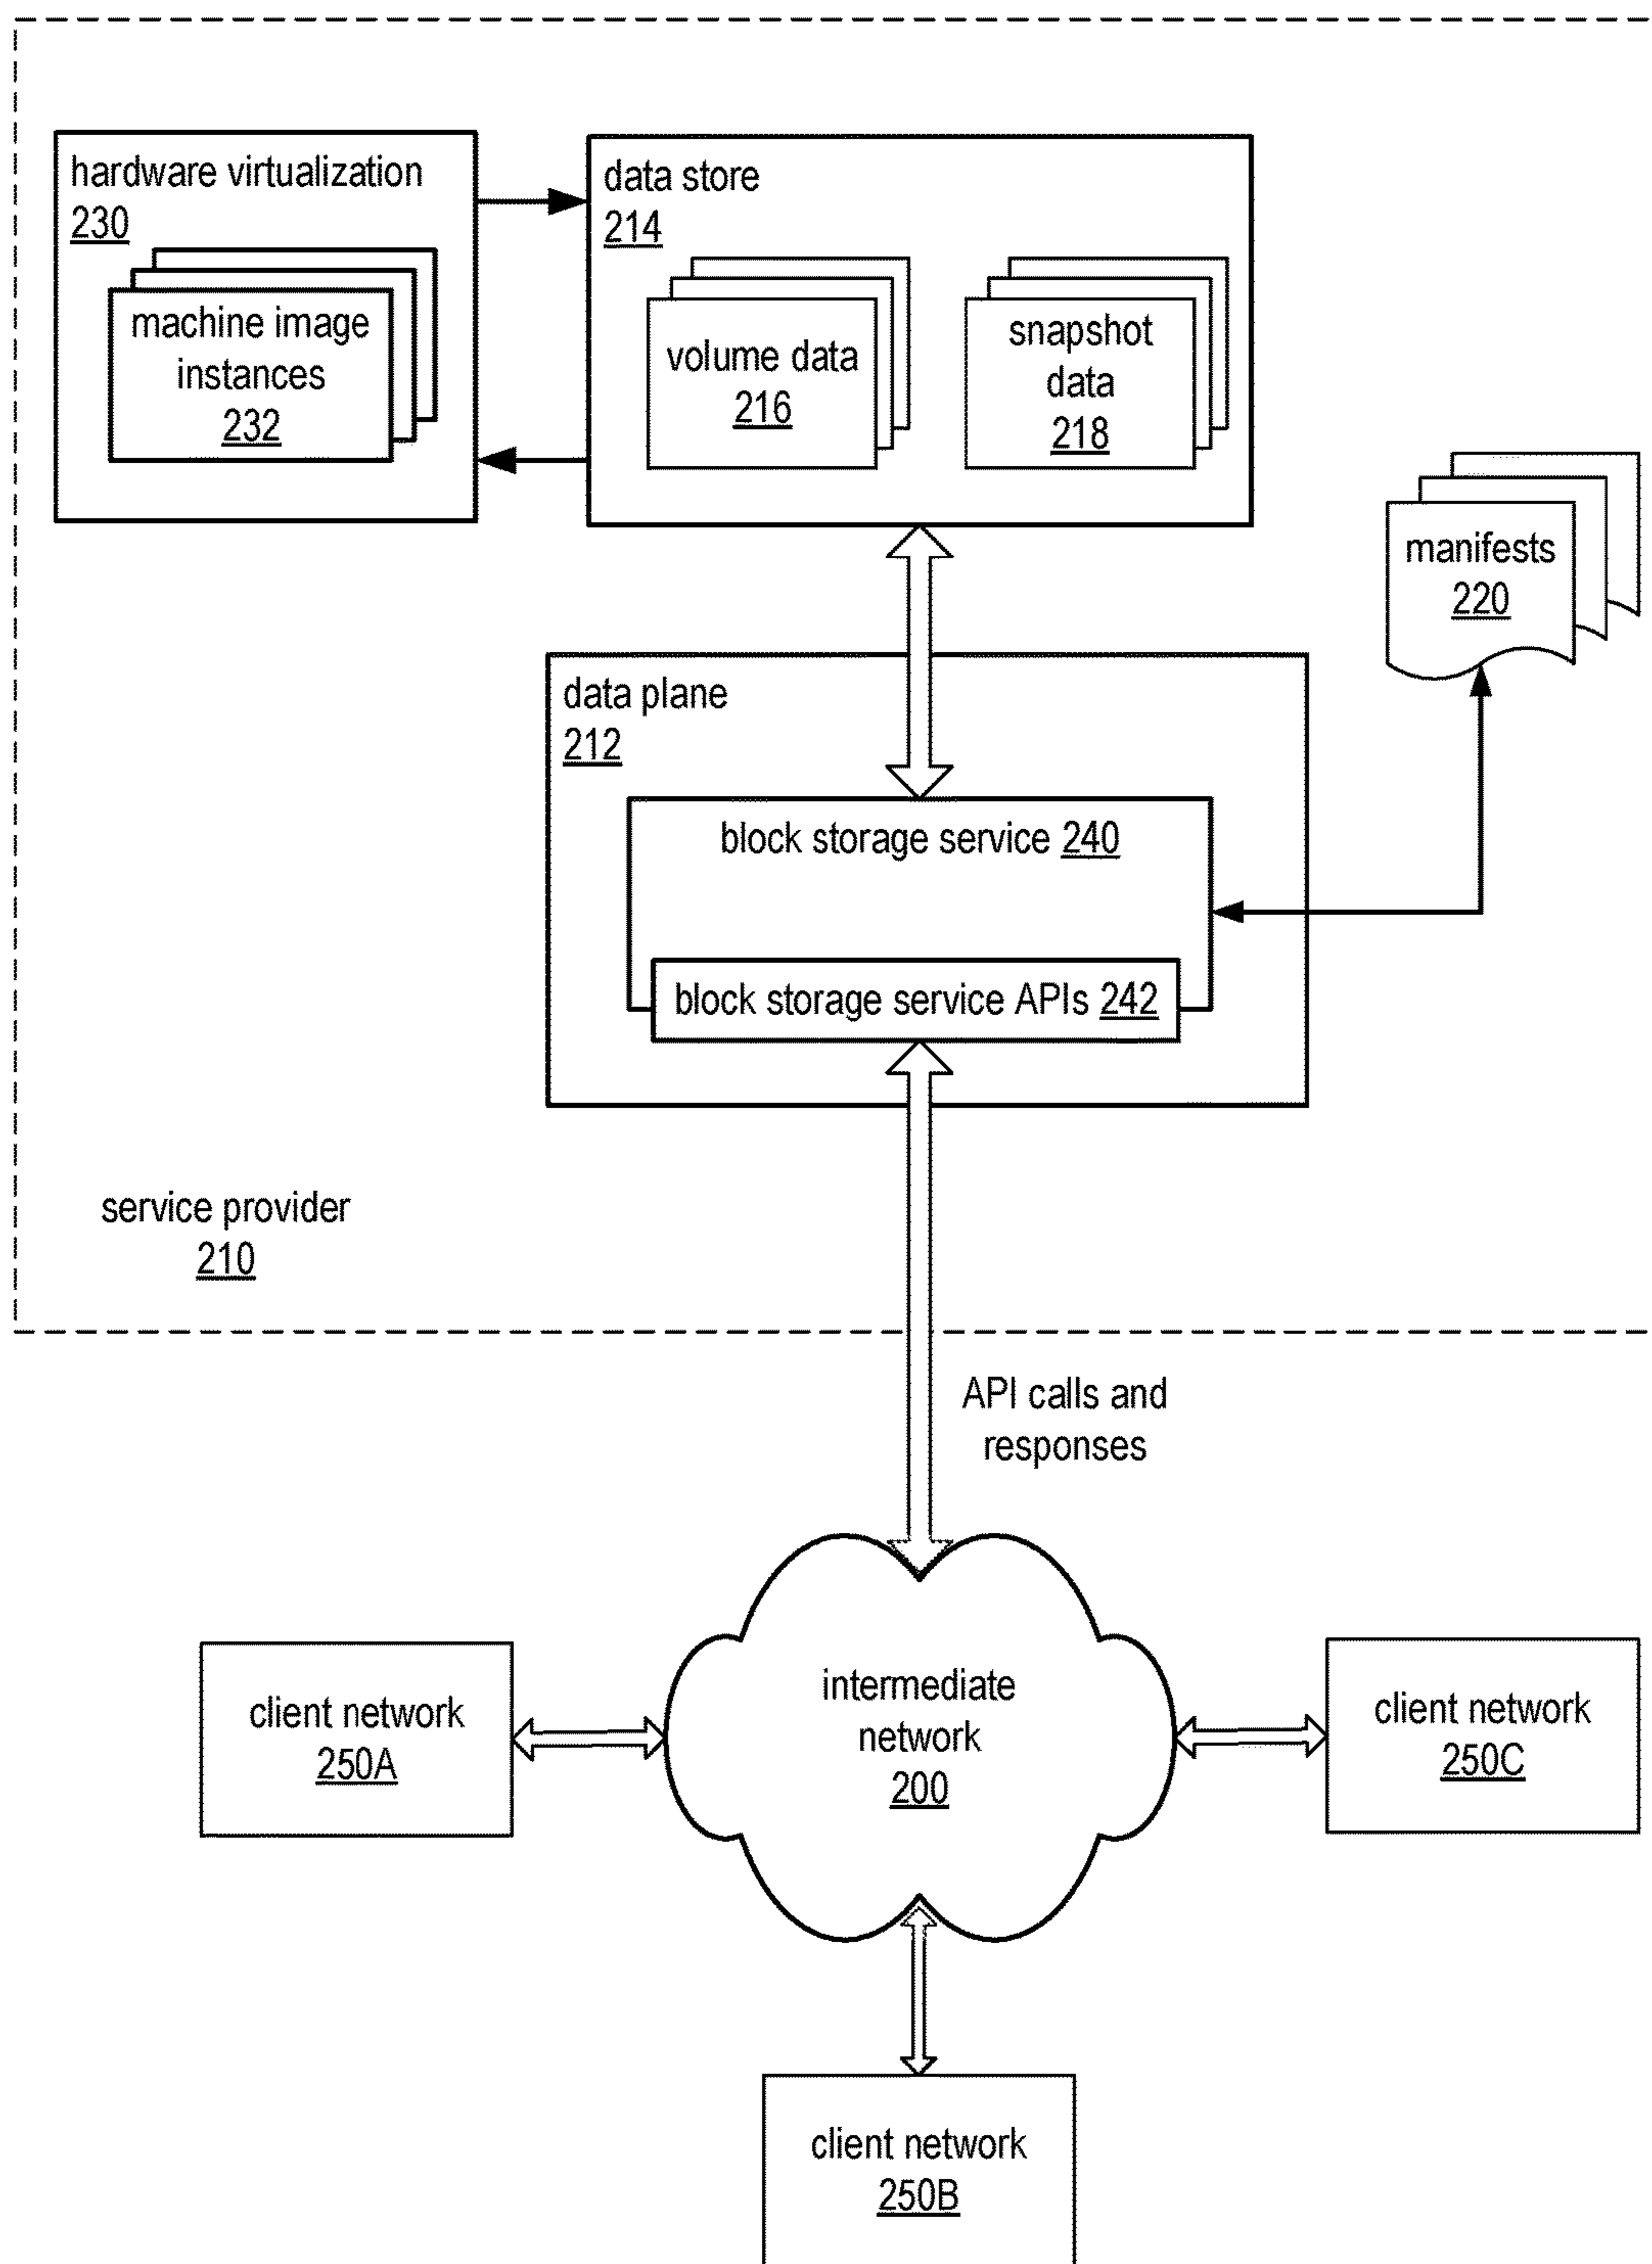 hardware virtualization
230
machine image
instances
232
data store
214
volume data
216
snapshot
data
218
manifests
220
data plane
212
block storage service 240
block storage service APIs 242
service provider
210
API calls and
responses
intermediate
network
200
client network
250A
client network
250C
client network
250B